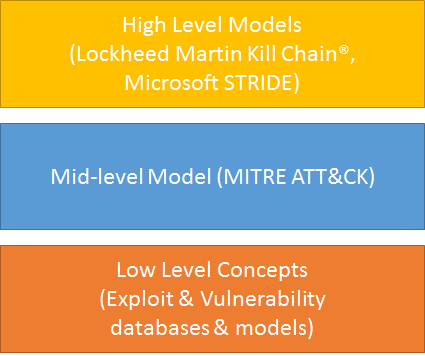 High Level Models
(Lockheed Martin Kill Chain®,
Microsoft STRIDE)
Mid-level Model (MITRE ATT&CK)
Low Level Concepts
(Exploit & Vulnerability
databases & models)